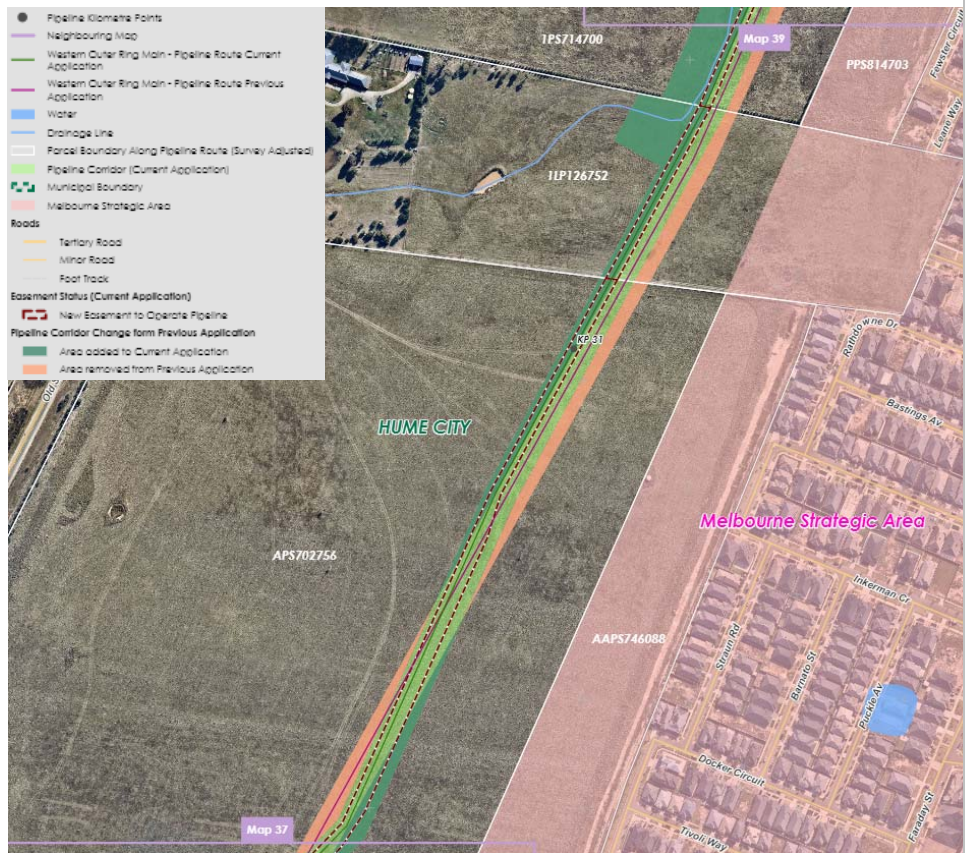 Pipeline Kilometre Points
Neighbouring Map
Western Outer Ring Main - Pipeline Route Current
Application
Western Outer Ring Main - Pipeline Route Previous
Application
Water
Drainage Line
Parcel Boundary Along Pipeline Route (Survey Adjusted)
Pipeline Corridor (Current Application)
Municipal Boundary
Melbourne Strategic Area
Roads
Tertiary Road
Minor Road
Foot Track
Easement Status (Current Application)
New Easement to Operate Pipeline
Pipeline Corridor Change form Previous Application
Area added to Current Application
Area removed from Previous Application
1PS714700
Map 39
PPS814703
Fowster Circuit
Leane Way
1LP126752
KP 31
Rathdowne Dr
Bastings Av
Old
HUME CITY
Melbourne Strategic Area
APS702756
Inkerman Cr
AAPS746088
Straun Rd
Barnato St
Puckle Av
Docker Circuit
Faraday St
Tivoli Way
Map 37